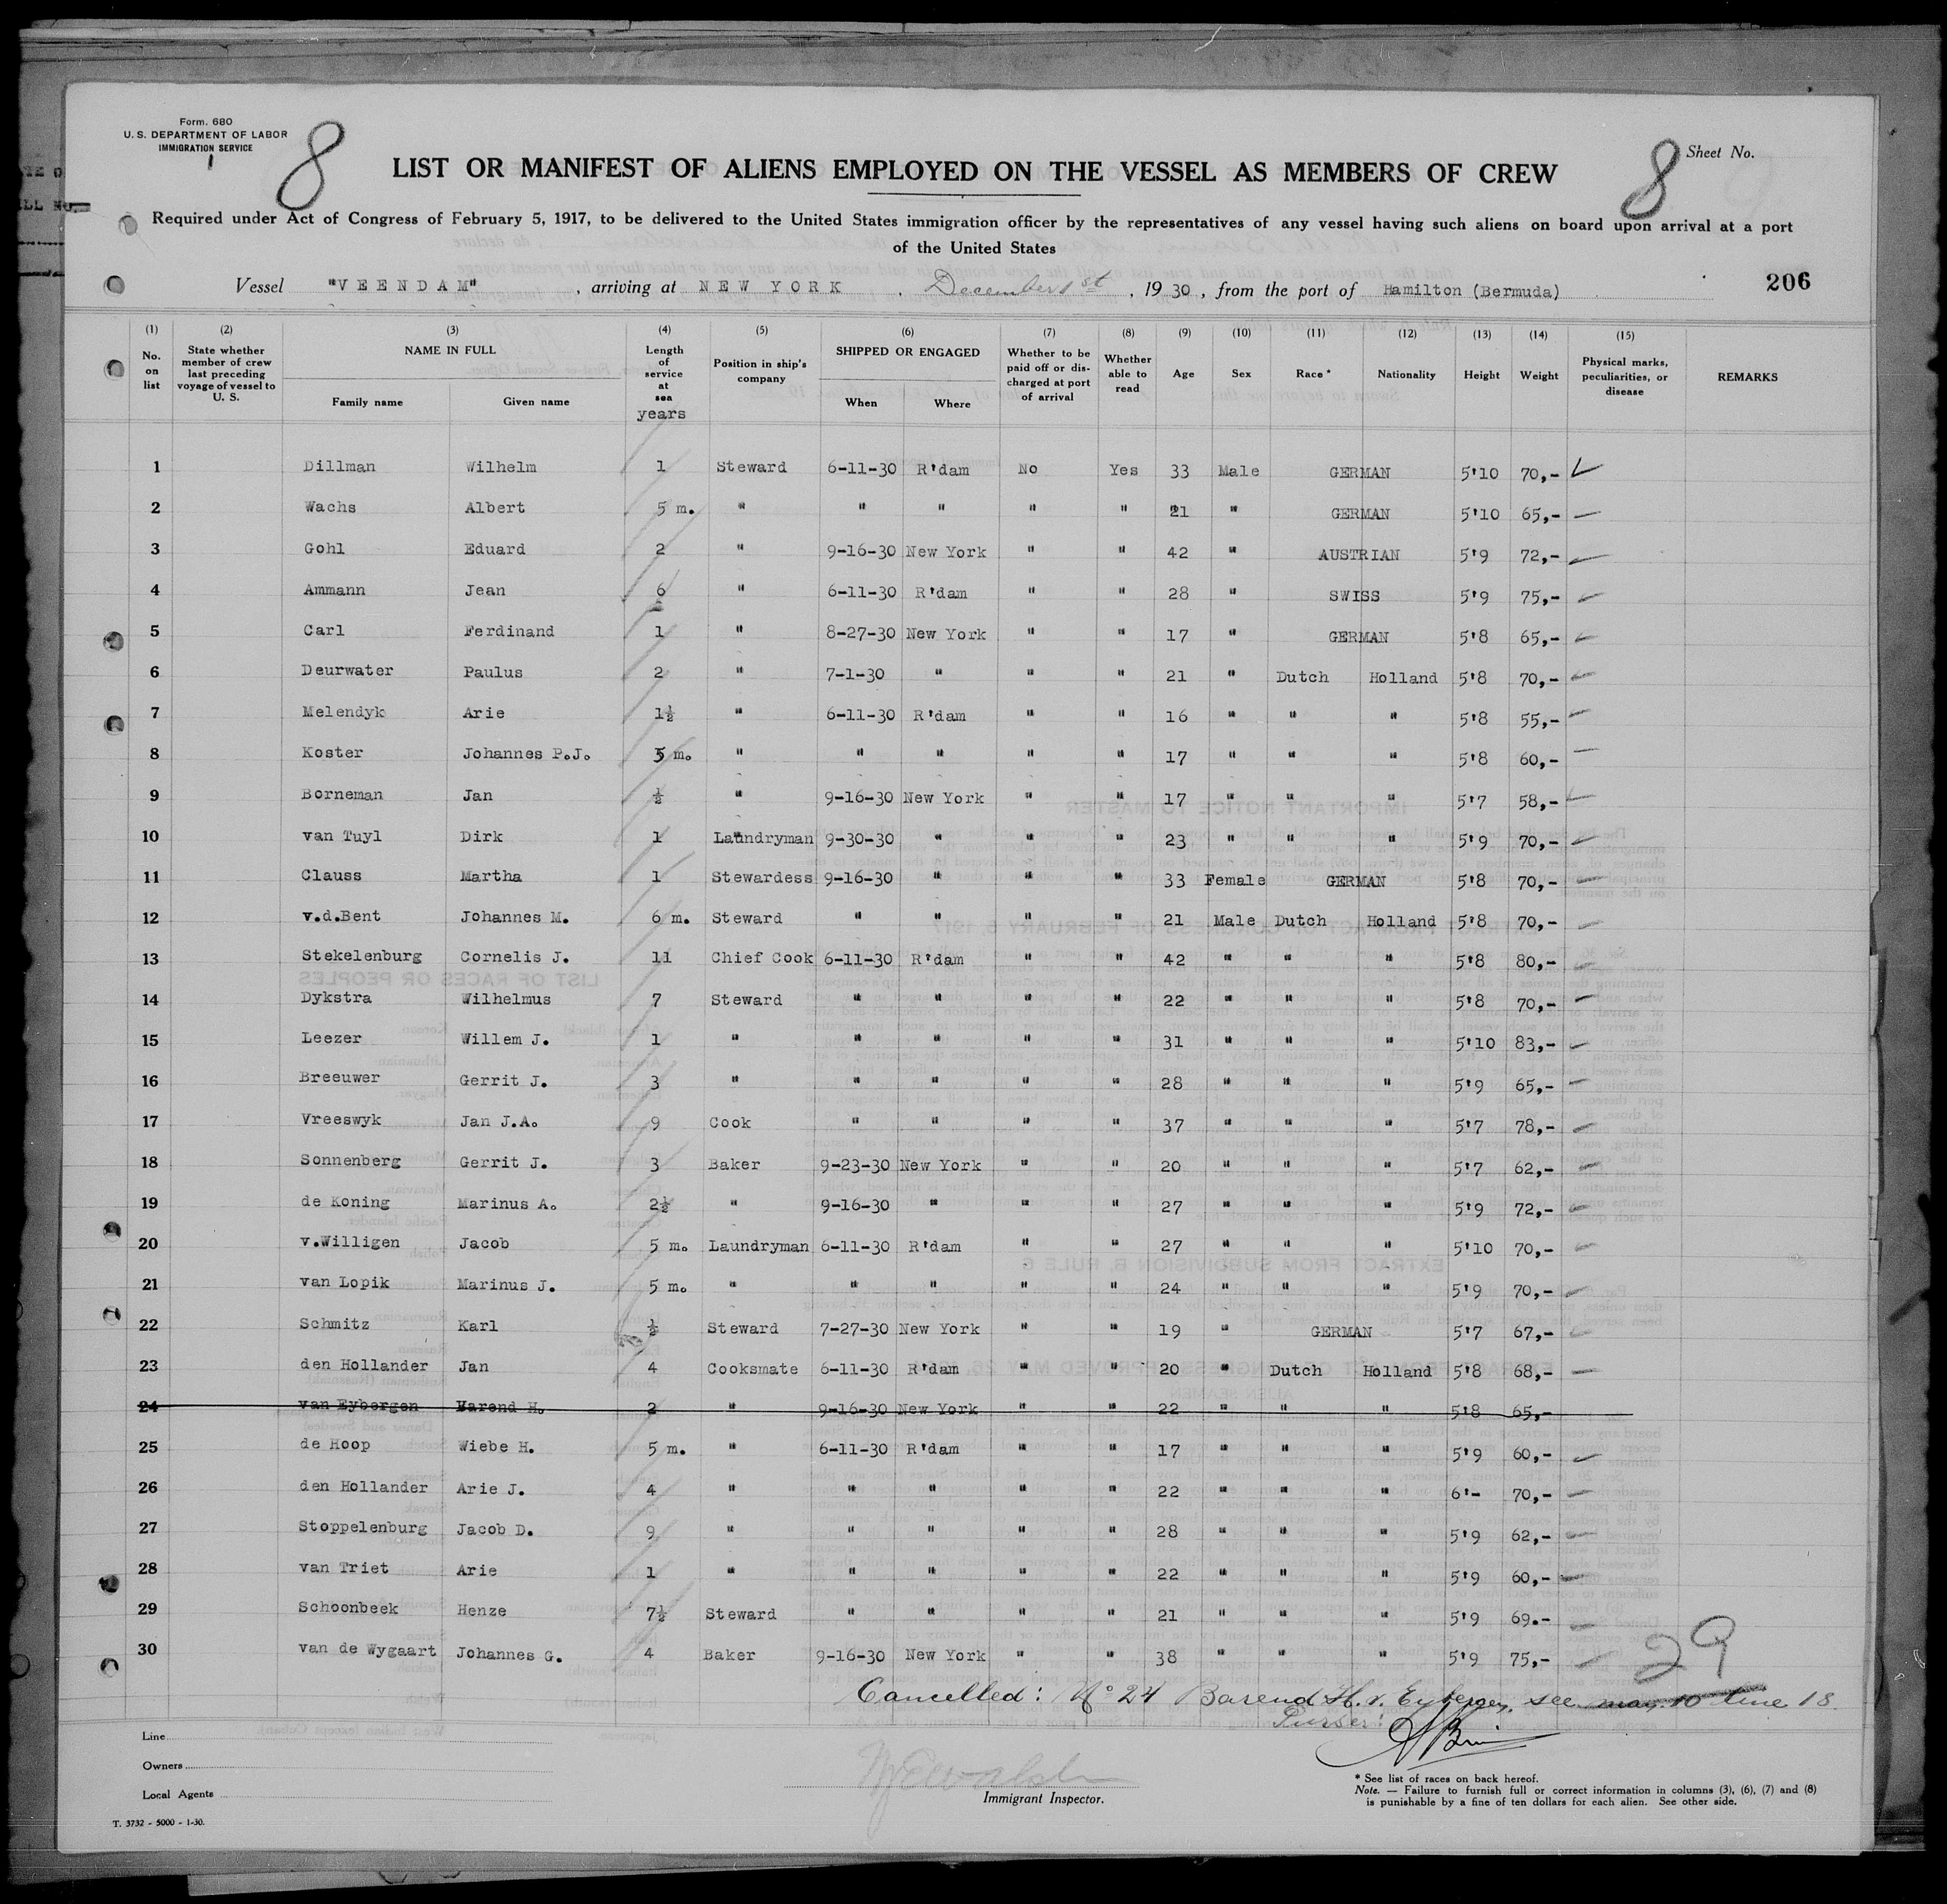 Form. 680
U. S. DEPARTMENT OF LABOR
IMMIGRATION SERVICE
8
8
Sheet No.
LIST OR MANIFEST OF ALIENS EMPLOYED ON THE VESSEL AS MEMBERS OF CREW
Required under Act of Congress of February 5, 1917, to be delivered to the United States immigration officer by the representatives of any vessel having such aliens on board upon arrival at a port
of the United States
Vessel "VEENDAM", arriving at NEW YORK, December 1st, 19 30, from the port of Hamilton (Bermuda) 206
(1) No. on list (2) State whether member of crew last preceding voyage of vessel to U. S. (3) NAME IN FULL Family name Given name (4) Length of service at sea years (5) Position in ship's company (6) SHIPPED OR ENGAGED When Where (7) Whether to be paid off or discharged at port of arrival (8) Whether able to read (9) Age (10) Sex (11) Race * (12) Nationality (13) Height (14) Weight (15) Physical marks, peculiarities, or disease REMARKS
1 Dillman Wilhelm 1 Steward 6-11-30 R'dam No Yes 33 Male GERMAN 5'10 70,-
2 Wachs Albert 5 m. " " " " " 21 " GERMAN 5'10 65,-
3 Gohl Eduard 2 " 9-16-30 New York " " 42 " AUSTRIAN 5'9 72,-
4 Ammann Jean 6 " 6-11-30 R'dam " " 28 " SWISS 5'9 75,-
5 Carl Ferdinand 1 " 8-27-30 New York " " 17 " GERMAN 5'8 65,-
6 Deurwater Paulus 2 " 7-1-30 " " " 21 " Dutch Holland 5'8 70,-
7 Melendyk Arie 1½ " 6-11-30 R'dam " " 16 " " " 5'8 55,-
8 Koster Johannes P.J. 5 m. " " " " " 17 " " " 5'8 60,-
9 Borneman Jan ½ " 9-16-30 New York " " 17 " " " 5'7 58,-
10 van Tuyl Dirk 1 Laundryman 9-30-30 " " " 23 " " " 5'9 70,-
11 Clauss Martha 1 Stewardess 9-16-30 " " " 33 Female GERMAN 5'8 70,-
12 v.d.Bent Johannes M. 6 m. Steward " " " " 21 Male Dutch Holland 5'8 70,-
13 Stekelenburg Cornelis J. 11 Chief Cook 6-11-30 R'dam " " 42 " " " 5'8 80,-
14 Dykstra Wilhelmus 7 Steward " " " " 22 " " " 5'8 70,-
15 Leezer Willem J. 1 " " " " " 31 " " " 5'10 83,-
16 Breeuwer Gerrit J. 3 " " " " " 28 " " " 5'9 65,-
17 Vreeswyk Jan J.A. 9 Cook " " " " 37 " " " 5'7 78,-
18 Sonnenberg Gerrit J. 3 Baker 9-23-30 New York " " 20 " " " 5'7 62,-
19 de Koning Marinus A. 2½ " 9-16-30 " " " 27 " " " 5'9 72,-
20 v.Willigen Jacob 5 m. Laundryman 6-11-30 R'dam " " 27 " " " 5'10 70,-
21 van Lopik Marinus J. 5 m. " " " " " 24 " " " 5'9 70,-
22 Schmitz Karl ½ Steward 7-27-30 New York " " 19 " GERMAN 5'7 67,-
23 den Hollander Jan 4 Cooksmate 6-11-30 R'dam " " 20 " Dutch Holland 5'8 68,-
24 van Eybergen Barend H. 2 " 9-16-30 New York " " 22 " " " 5'8 65,-
25 de Hoop Wiebe H. 5 m. " 6-11-30 R'dam " " 17 " " " 5'9 60,-
26 den Hollander Arie J. 4 " " " " " 22 " " " 6'- 70,-
27 Stoppelenburg Jacob D. 9 " " " " " 28 " " " 5'9 62,-
28 van Triet Arie 1 " " " " " 22 " " " 5'9 60,-
29 Schoonbeek Henze 7½ Steward " " " " 21 " " " 5'9 69.-
30 van de Wygaart Johannes G. 4 Baker 9-16-30 New York " " 38 " " " 5'9 75,-
29
Cancelled: No 24 Barend H. v. Eybergen, see man. 10 line 18
Purser:
Line
Owners
Local Agents
Immigrant Inspector.
* See list of races on back hereof.
Note. — Failure to furnish full or correct information in columns (3), (6), (7) and (8)
is punishable by a fine of ten dollars for each alien. See other side.
T. 3732 - 5000 - 1-30.